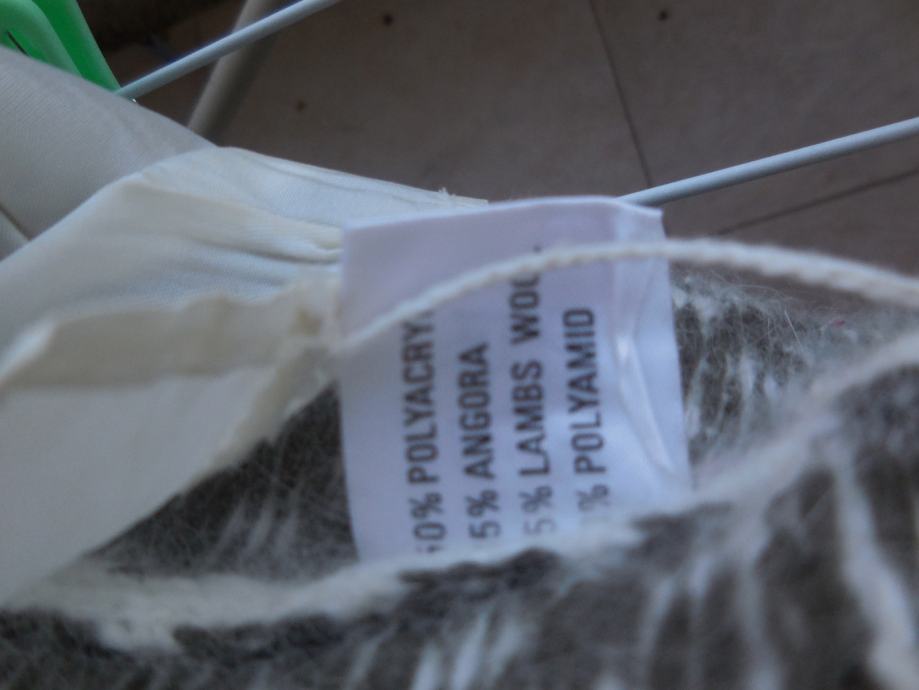 0% POLYACRY
5% ANGORA
5% LAMBS WOO
% POLYAMID